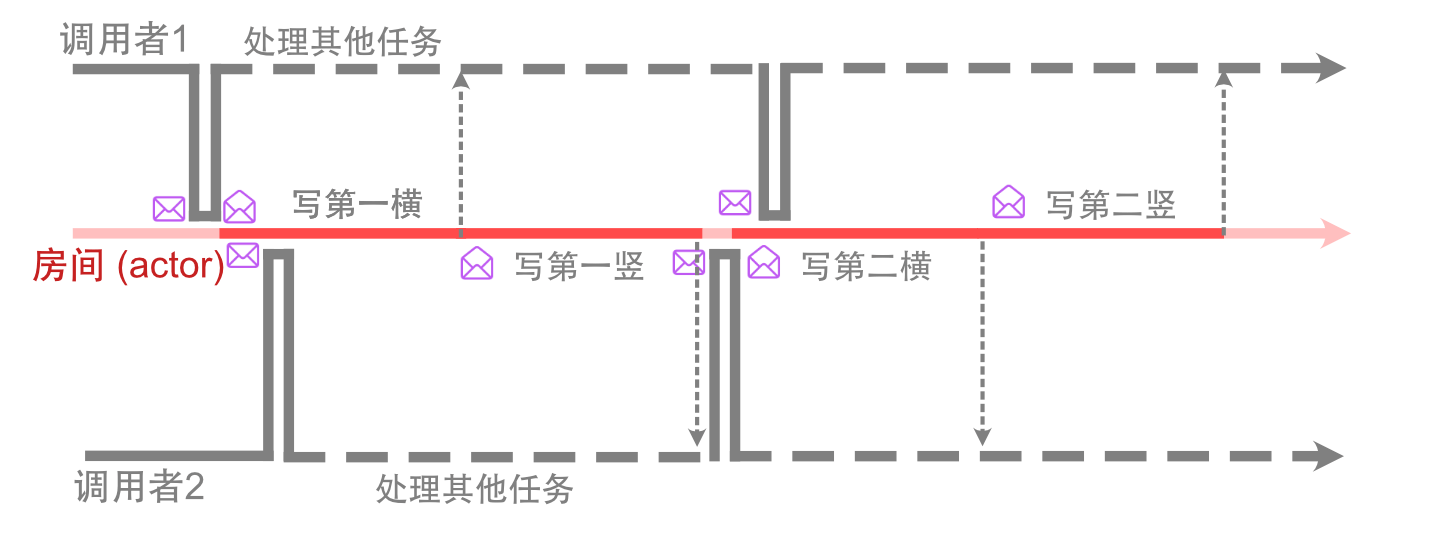 调用者1
处理其他任务
写第一横
写第二竖
房间 (actor)
写第一竖
写第二横
调用者2
处理其他任务